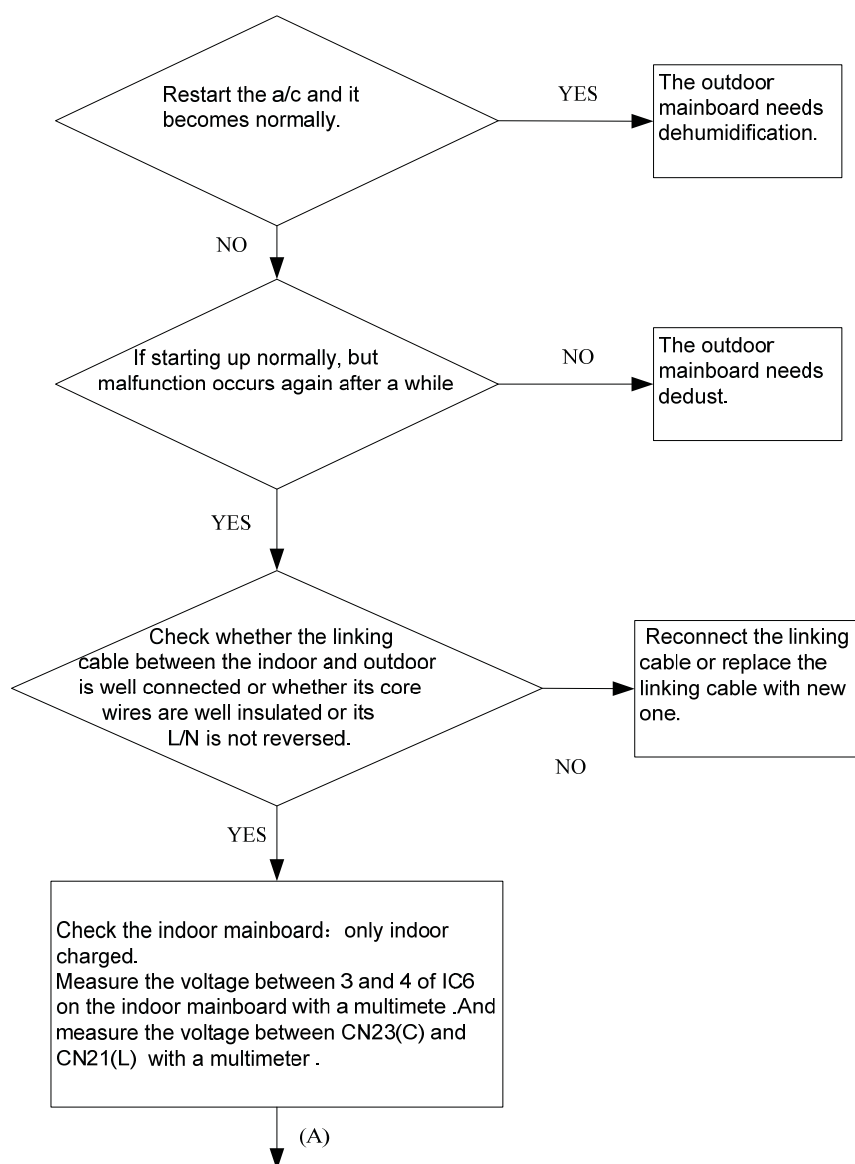 Restart the a/c and it
becomes normally.
YES
The outdoor
mainboard needs
dehumidification.
NO
If starting up normally, but
malfunction occurs again after a while
NO
The outdoor
mainboard needs
dedust.
YES
Check whether the linking
cable between the indoor and outdoor
is well connected or whether its core
wires are well insulated or its
L/N is not reversed.
NO
Reconnect the linking
cable or replace the
linking cable with new
one.
YES
Check the indoor mainboard：only indoor
charged.
Measure the voltage between 3 and 4 of IC6
on the indoor mainboard with a multimete .And
measure the voltage between CN23(C) and
CN21(L) with a multimeter .
(A)